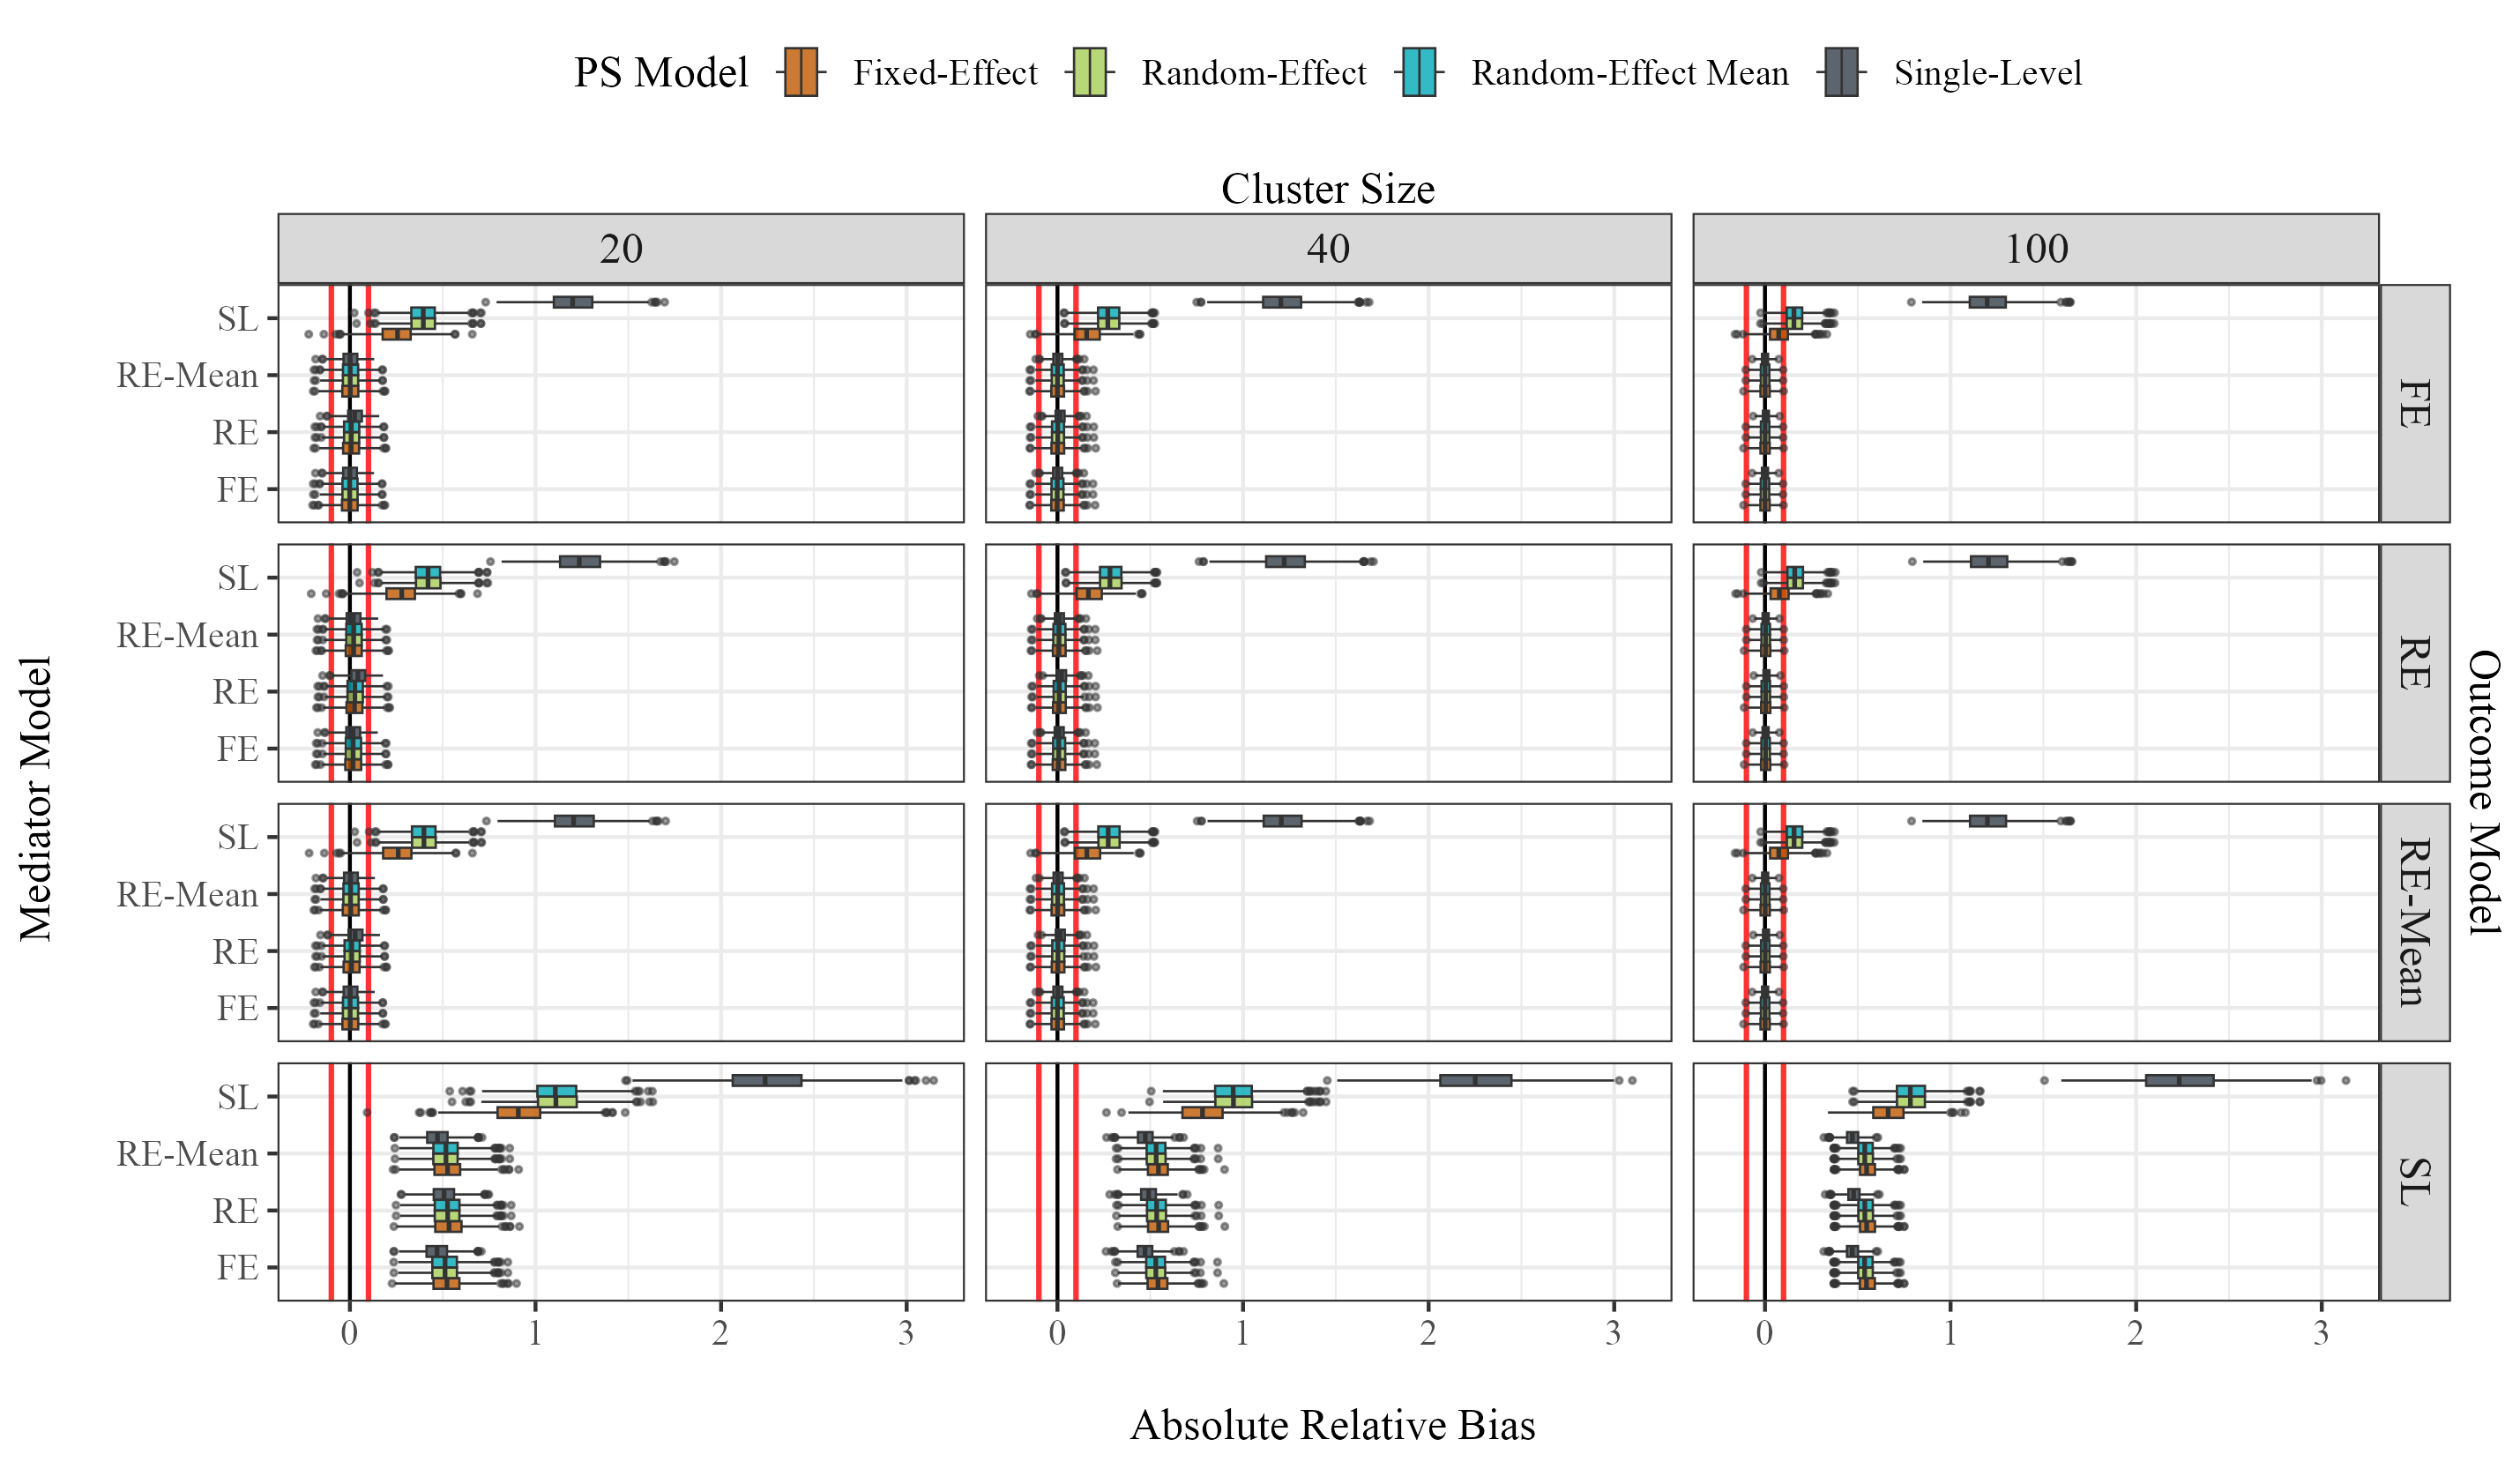 PS Model Fixed-Effect Random-Effect Random-Effect Mean Single-Level
Cluster Size
20 40 100
SL
RE-Mean
RE
FE
FE
SL
RE-Mean
RE
FE
RE
SL
RE-Mean
RE
FE
RE-Mean
SL
RE-Mean
RE
FE
SL
Mediator Model
Outcome Model
0 1 2 3 0 1 2 3 0 1 2 3
Absolute Relative Bias